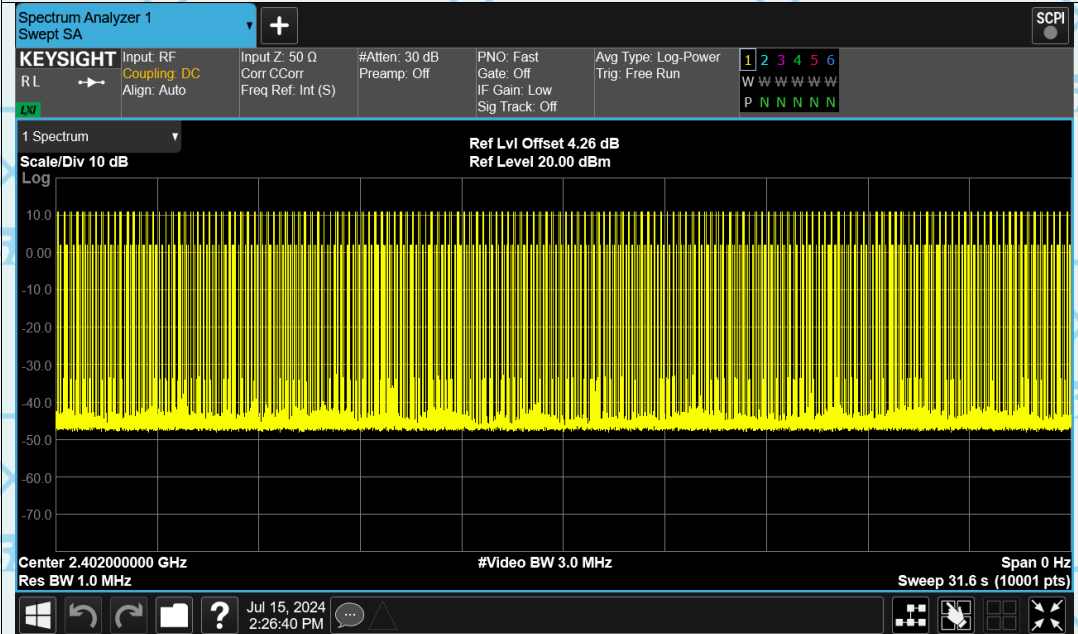 Spectrum Analyzer 1
Swept SA
+
SCPI
KEYSIGHT
RL
LXI
Input: RF
Coupling: DC
Align: Auto
Input Z: 50 Ω
Corr CCorr
Freq Ref: Int (S)
#Atten: 30 dB
Preamp: Off
PNO: Fast
Gate: Off
IF Gain: Low
Sig Track: Off
Avg Type: Log-Power
Trig: Free Run
1 2 3 4 5 6
W W W W W W
P N N N N N
1 Spectrum
Scale/Div 10 dB
Log
Ref Lvl Offset 4.26 dB
Ref Level 20.00 dBm
10.0
0.00
-10.0
-20.0
-30.0
-40.0
-50.0
-60.0
-70.0
Center 2.402000000 GHz
Res BW 1.0 MHz
#Video BW 3.0 MHz
Span 0 Hz
Sweep 31.6 s (10001 pts)
?
Jul 15, 2024
2:26:40 PM